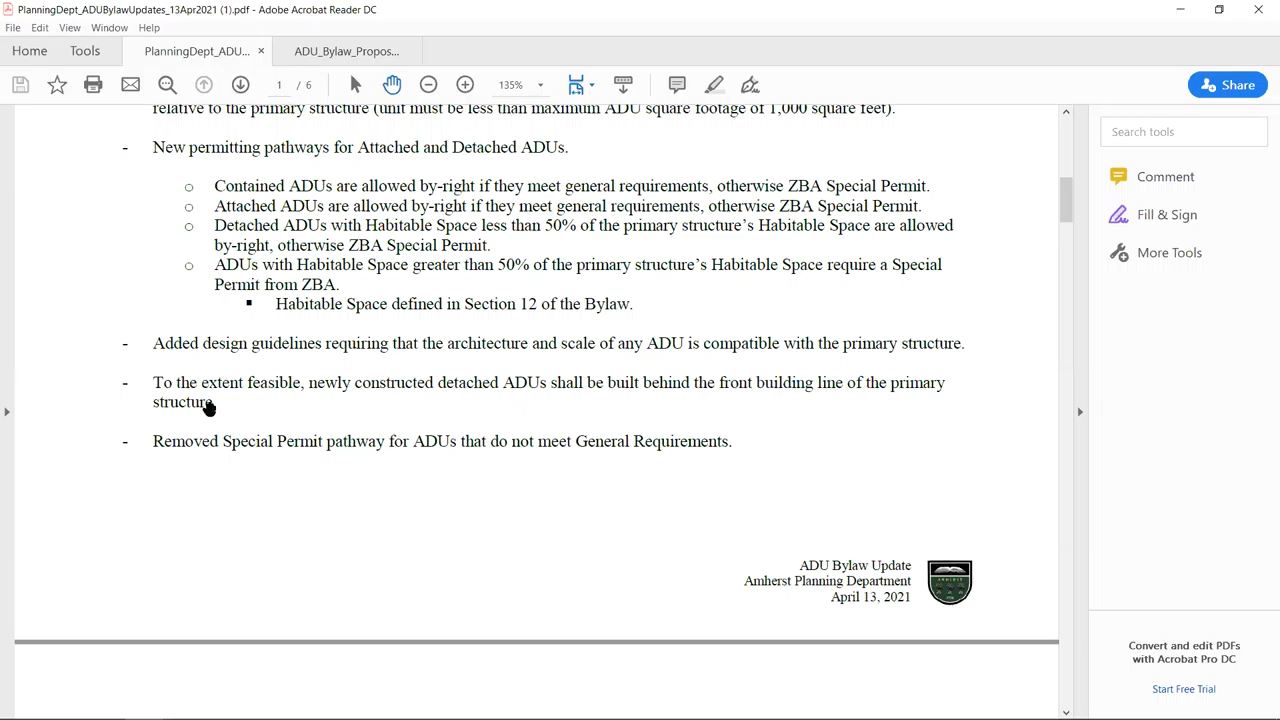 PlanningDept_ADUBylawUpdates_13Apr2021 (1).pdf - Adobe Acrobat Reader DC
File Edit View Window Help
Home Tools PlanningDept_ADU... × ADU_Bylaw_Propos...
1 / 6 135% Share
relative to the primary structure (unit must be less than maximum ADU square footage of 1,000 square feet).
- New permitting pathways for Attached and Detached ADUs.
o Contained ADUs are allowed by-right if they meet general requirements, otherwise ZBA Special Permit.
o Attached ADUs are allowed by-right if they meet general requirements, otherwise ZBA Special Permit.
o Detached ADUs with Habitable Space less than 50% of the primary structure's Habitable Space are allowed
by-right, otherwise ZBA Special Permit.
o ADUs with Habitable Space greater than 50% of the primary structure's Habitable Space require a Special
Permit from ZBA.
▪ Habitable Space defined in Section 12 of the Bylaw.
- Added design guidelines requiring that the architecture and scale of any ADU is compatible with the primary structure.
- To the extent feasible, newly constructed detached ADUs shall be built behind the front building line of the primary
structure.
- Removed Special Permit pathway for ADUs that do not meet General Requirements.
ADU Bylaw Update
Amherst Planning Department
April 13, 2021
Search tools
Comment
Fill & Sign
More Tools
Convert and edit PDFs
with Acrobat Pro DC
Start Free Trial